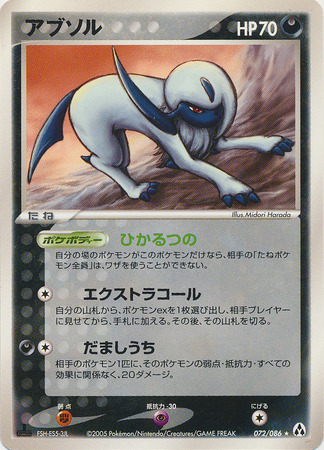 アブソル HP70
Illus.Midori Harada
たね
ポケボディー ひかるつの
自分の場のポケモンがこのポケモンだけなら、相手の「たねポケ
モン全員」は、ワザを使うことができない。
エクストラコール
自分の山札から、ポケモンexを1枚選び出し、相手プレイヤー
に見せてから、手札に加える。その後、その山札を切る。
だましうち
相手のポケモン1匹に、そのポケモンの弱点・抵抗力・すべての効
果に関係なく、20ダメージ。
弱点 抵抗力-30 にげる
FSH-ES5-3/L ©2005 Pokémon/Nintendo/Creatures/GAME FREAK 072/086 ★